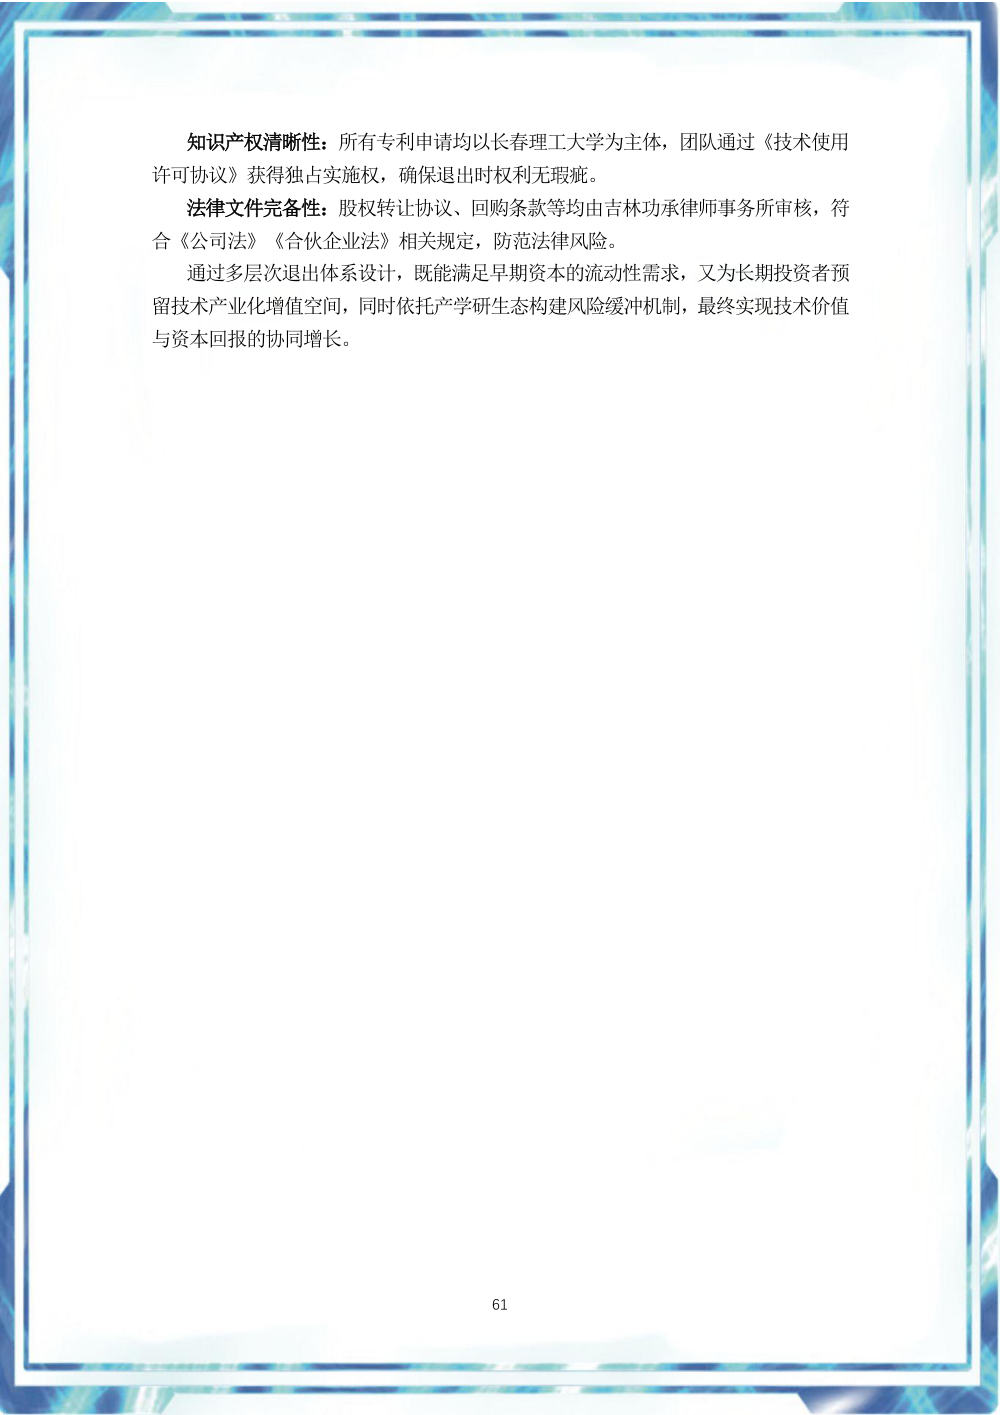 知识产权清晰性：所有专利申请均以长春理工大学为主体，团队通过《技术使用
许可协议》获得独占实施权，确保退出时权利无瑕疵。
法律文件完备性：股权转让协议、回购条款等均由吉林功承律师事务所审核，符
合《公司法》《合伙企业法》相关规定，防范法律风险。
通过多层次退出体系设计，既能满足早期资本的流动性需求，又为长期投资者预
留技术产业化增值空间，同时依托产学研生态构建风险缓冲机制，最终实现技术价值
与资本回报的协同增长。
61